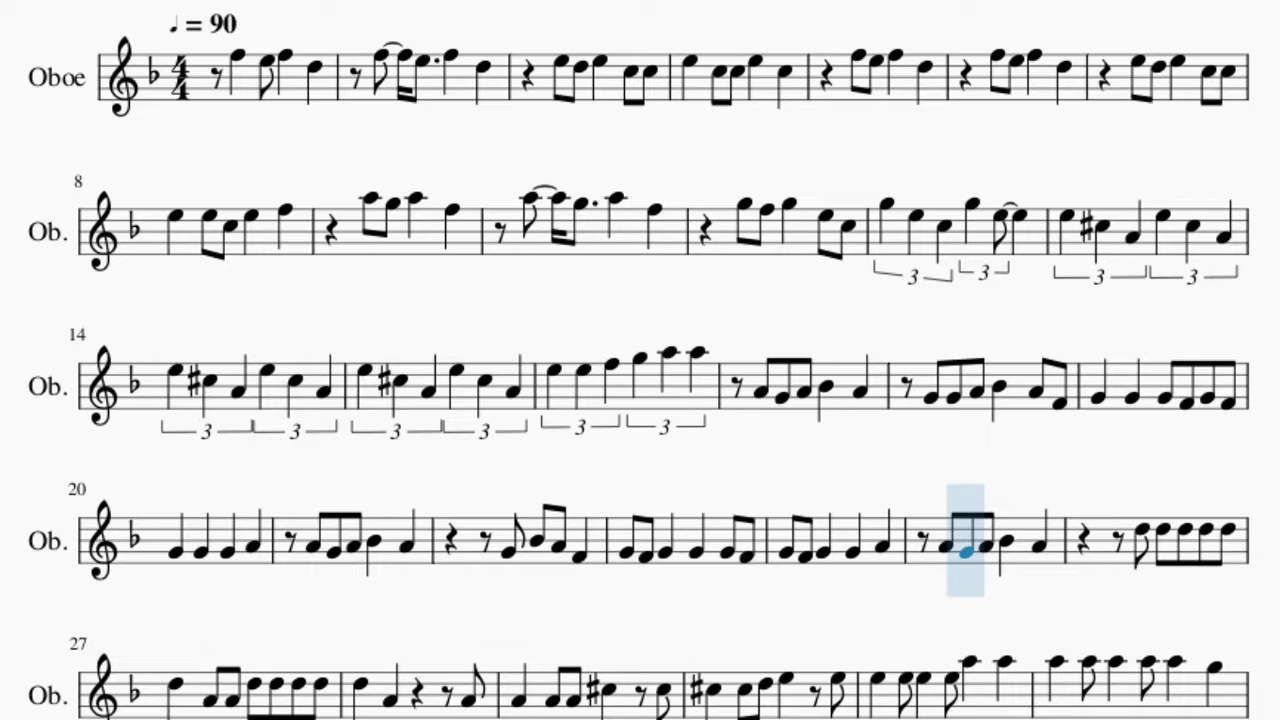 ♩ = 90
Oboe 4/4
8
Ob.
3 3 3 3
14
Ob.
3 3 3 3 3 3
20
Ob.
27
Ob.